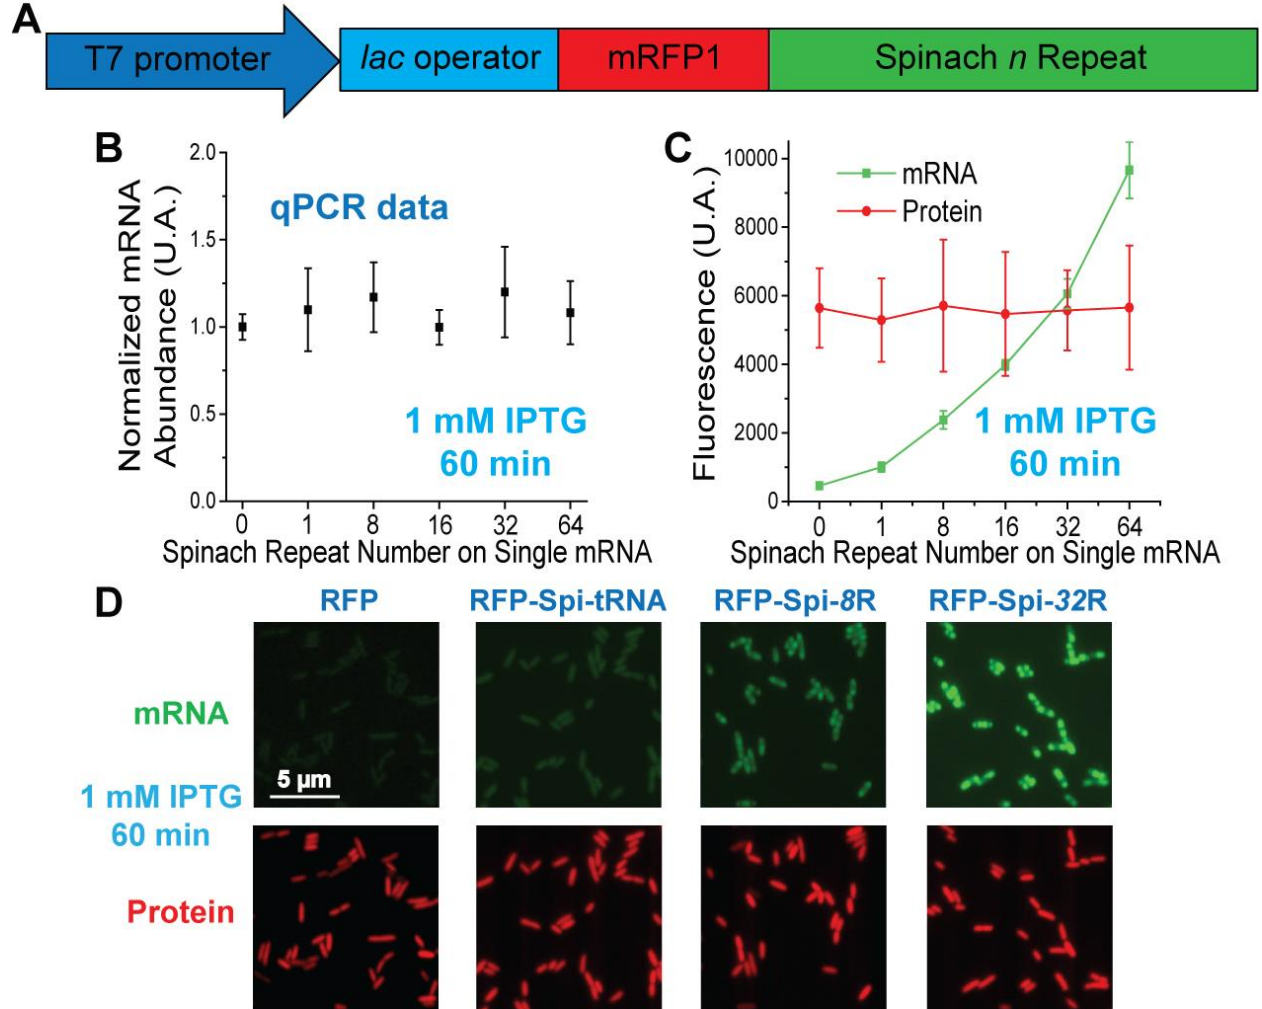 A
T7 promoter
lac operator
mRFP1
Spinach n Repeat
B
Normalized mRNA
Abundance (U.A.)
2.0
1.5
1.0
0.5
0.0
qPCR data
1 mM IPTG
60 min
0 1 8 16 32 64
Spinach Repeat Number on Single mRNA
C
Fluorescence (U.A.)
10000
8000
6000
4000
2000
0
mRNA
Protein
1 mM IPTG
60 min
0 1 8 16 32 64
Spinach Repeat Number on Single mRNA
D
RFP
RFP-Spi-tRNA
RFP-Spi-8R
RFP-Spi-32R
mRNA
5 µm
1 mM IPTG
60 min
Protein